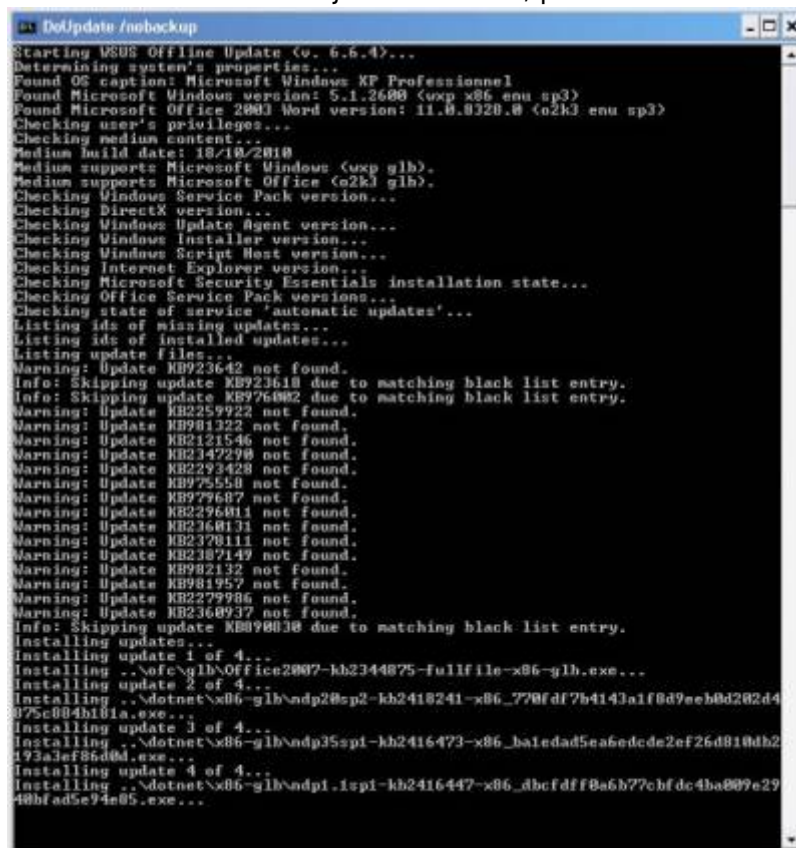 DoUpdate /nobackup
Starting WSUS Offline Update (v. 6.6.4)...
Determining system's properties...
Found OS caption: Microsoft Windows XP Professionnel
Found Microsoft Windows version: 5.1.2600 (wxp x86 enu sp3)
Found Microsoft Office 2003 Word version: 11.0.8328.0 (o2k3 enu sp3)
Checking user's privileges...
Checking medium content...
Medium build date: 18/10/2010
Medium supports Microsoft Windows (wxp glb).
Medium supports Microsoft Office (o2k3 glb).
Checking Windows Service Pack version...
Checking DirectX version...
Checking Windows Update Agent version...
Checking Windows Installer version...
Checking Windows Script Host version...
Checking Internet Explorer version...
Checking Microsoft Security Essentials installation state...
Checking Office Service Pack versions...
Checking state of service 'automatic updates'...
Listing ids of missing updates...
Listing ids of installed updates...
Listing update files...
Warning: Update KB923642 not found.
Info: Skipping update KB923618 due to matching black list entry.
Info: Skipping update KB976002 due to matching black list entry.
Warning: Update KB2259922 not found.
Warning: Update KB981322 not found.
Warning: Update KB2121546 not found.
Warning: Update KB2347290 not found.
Warning: Update KB2293428 not found.
Warning: Update KB975558 not found.
Warning: Update KB979687 not found.
Warning: Update KB2296011 not found.
Warning: Update KB2360131 not found.
Warning: Update KB2378111 not found.
Warning: Update KB2387149 not found.
Warning: Update KB982132 not found.
Warning: Update KB981957 not found.
Warning: Update KB2279986 not found.
Warning: Update KB2360937 not found.
Info: Skipping update KB890830 due to matching black list entry.
Installing updates...
Installing update 1 of 4...
Installing ..\ofc\glb\Office2007-kb2344875-fullfile-x86-glb.exe...
Installing update 2 of 4...
Installing ..\dotnet\x86-glb\ndp20sp2-kb2418241-x86_770fdf7b4143a1f8d9eeb0d202d4
875c884b181a.exe...
Installing update 3 of 4...
Installing ..\dotnet\x86-glb\ndp35sp1-kb2416473-x86_ba1edad5ea6edcde2ef26d810db2
193a3ef86d0d.exe...
Installing update 4 of 4...
Installing ..\dotnet\x86-glb\ndp1.1sp1-kb2416447-x86_dbcfdff0a6b77cbfdc4ba009e29
40bfad5e94e85.exe...